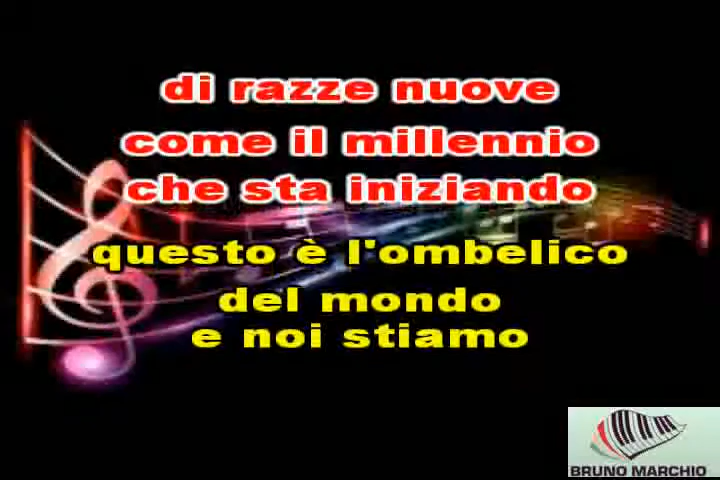 di razze nuove
come il millennio
che sta iniziando
questo è l'ombelico
del mondo
e noi stiamo
BRUNO MARCHIO